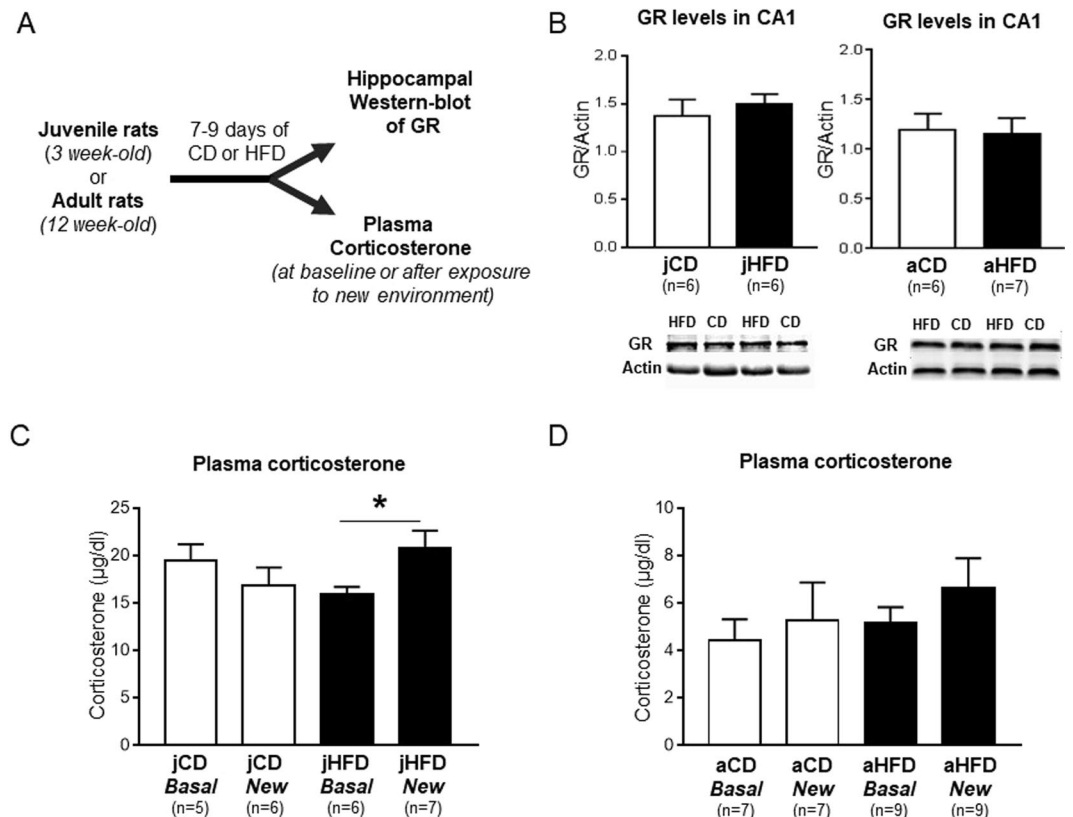 A
Juvenile rats
(3 week-old)
or
Adult rats
(12 week-old)
7-9 days of
CD or HFD
Hippocampal
Western-blot
of GR
Plasma
Corticosterone
(at baseline or after exposure
to new environment)
B
GR levels in CA1
GR/Actin
2.0
1.5
1.0
0.5
0.0
jCD
(n=6)
jHFD
(n=6)
HFD CD HFD CD
GR
Actin
GR levels in CA1
GR/Actin
2.0
1.5
1.0
0.5
0.0
aCD
(n=6)
aHFD
(n=7)
HFD CD HFD CD
GR
Actin
C
Plasma corticosterone
Corticosterone (µg/dl)
25
20
15
10
5
0
*
jCD
Basal
(n=5)
jCD
New
(n=6)
jHFD
Basal
(n=6)
jHFD
New
(n=7)
D
Plasma corticosterone
Corticosterone (µg/dl)
10
8
6
4
2
0
aCD
Basal
(n=7)
aCD
New
(n=7)
aHFD
Basal
(n=9)
aHFD
New
(n=9)